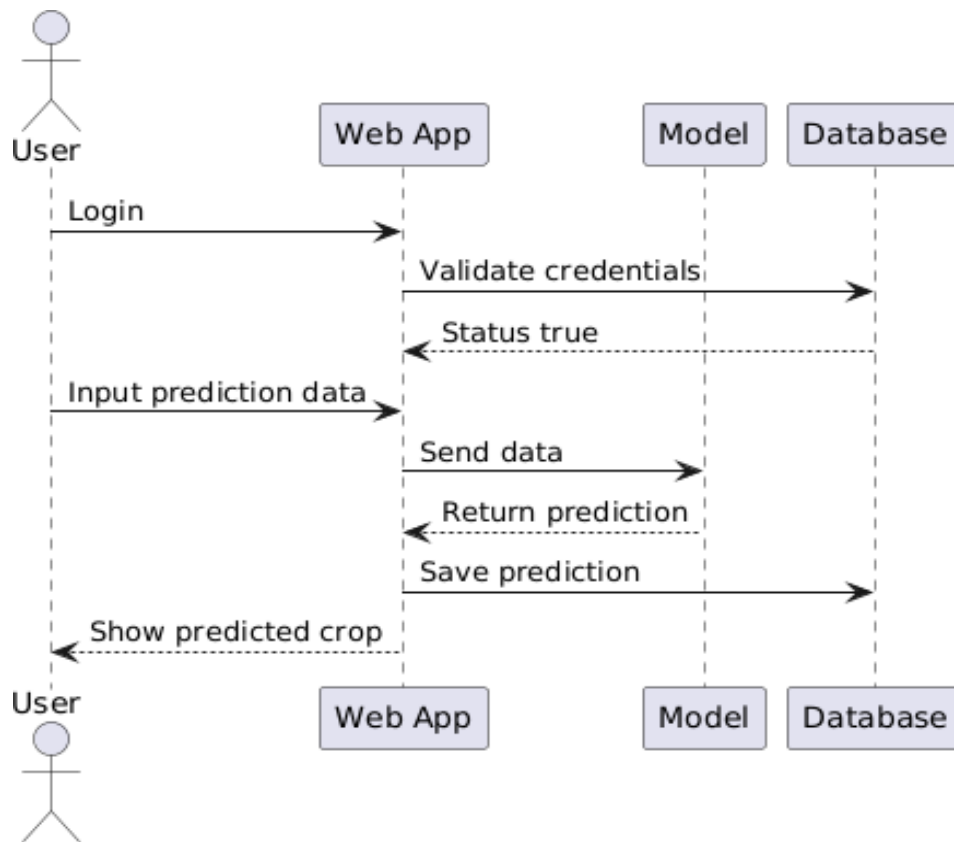 User
Web App
Model
Database
Login
Validate credentials
Status true
Input prediction data
Send data
Return prediction
Save prediction
Show predicted crop
User
Web App
Model
Database